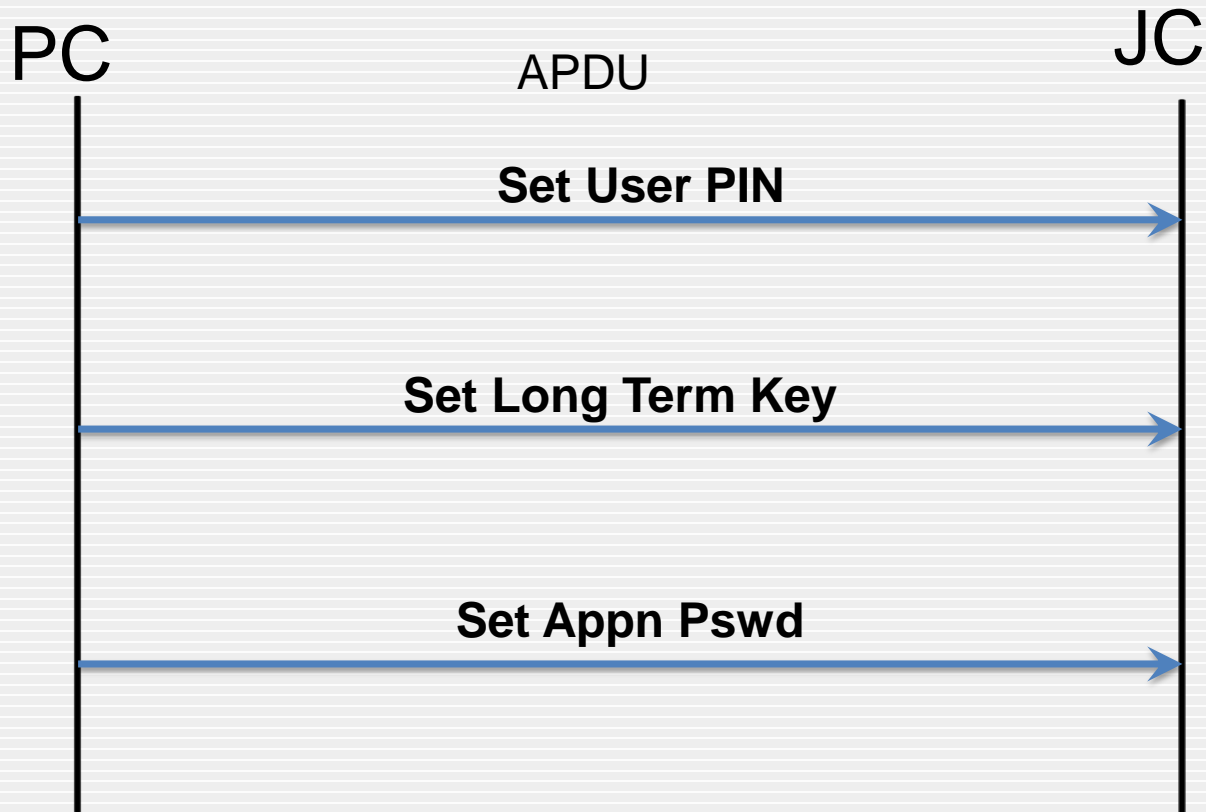 PC
APDU
JC
Set User PIN
Set Long Term Key
Set Appn Pswd